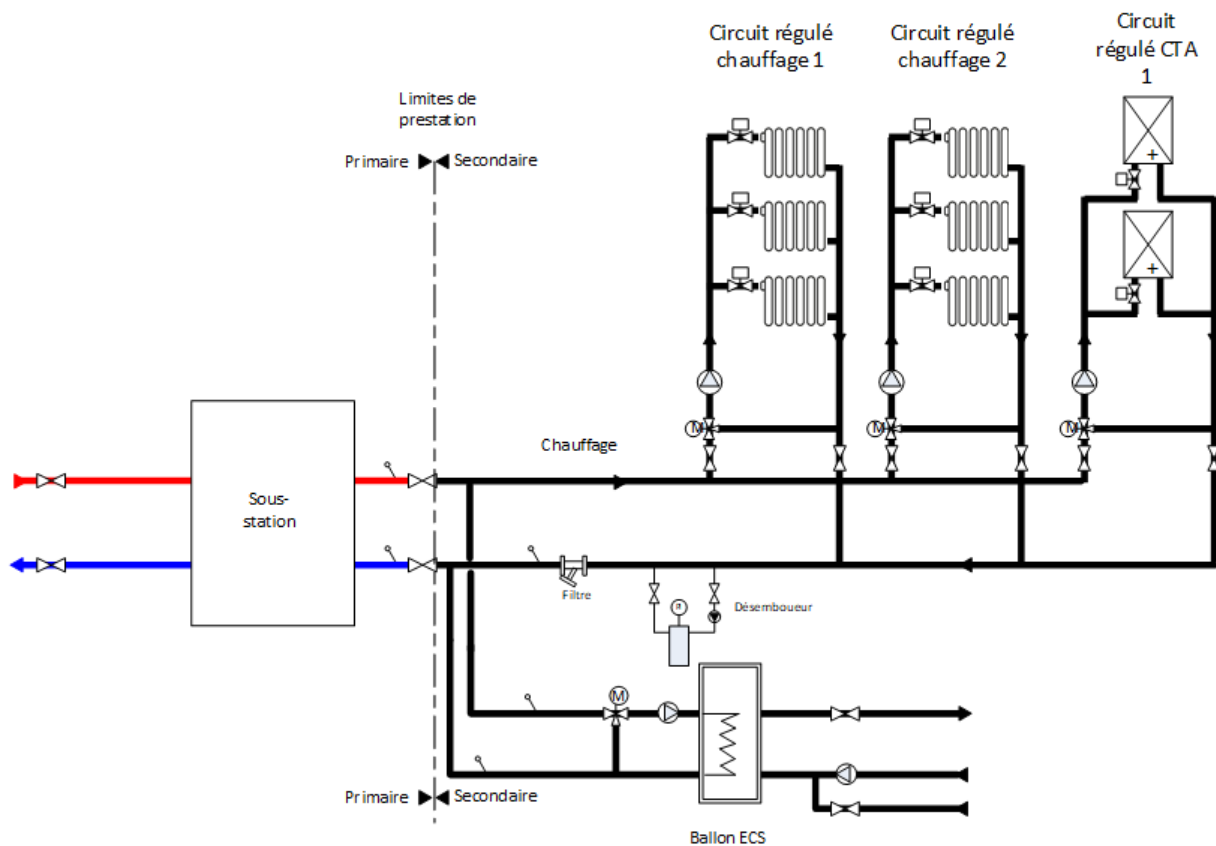 Circuit régulé
chauffage 1
Circuit régulé
chauffage 2
Circuit
régulé CTA
1
Limites de
prestation
Primaire
Secondaire
+
+
M
M
M
Chauffage
Sous-
station
Filtre
Désemboueur
M
Primaire
Secondaire
Ballon ECS